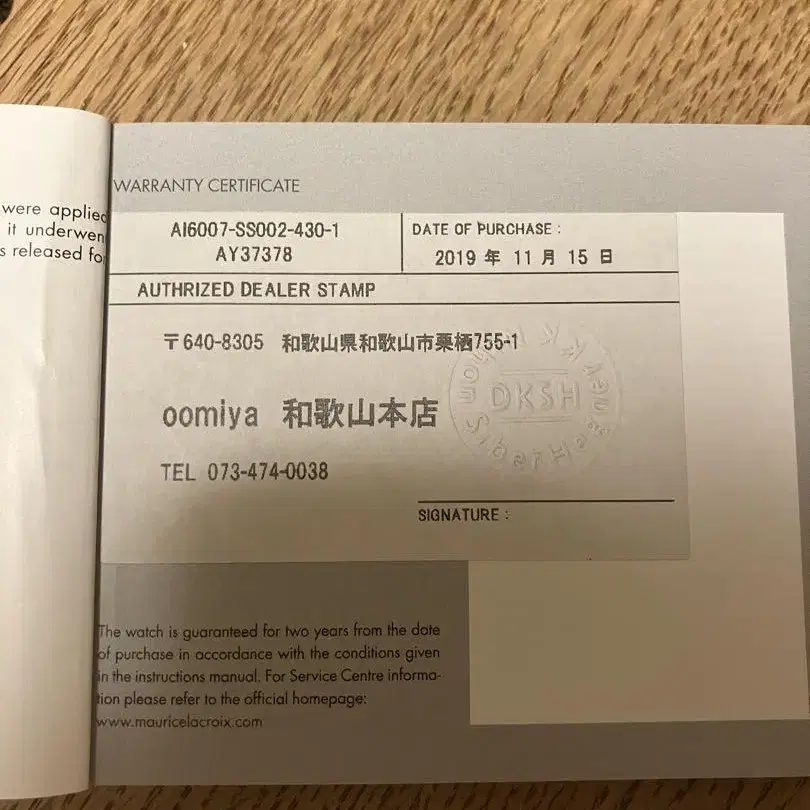 were applied
it underwen
s released fo
WARRANTY CERTIFICATE
AI6007-SS002-430-1
AY37378
DATE OF PURCHASE :
2019 年 11 月 15 日
AUTHRIZED DEALER STAMP
〒640-8305 和歌山県和歌山市栗栖755-1
oomiya 和歌山本店
TEL 073-474-0038
DKSH
SIGNATURE :
The watch is guaranteed for two years from the date
of purchase in accordance with the conditions given
in the instructions manual. For Service Centre informa-
tion please refer to the official homepage:
www.mauricelacroix.com